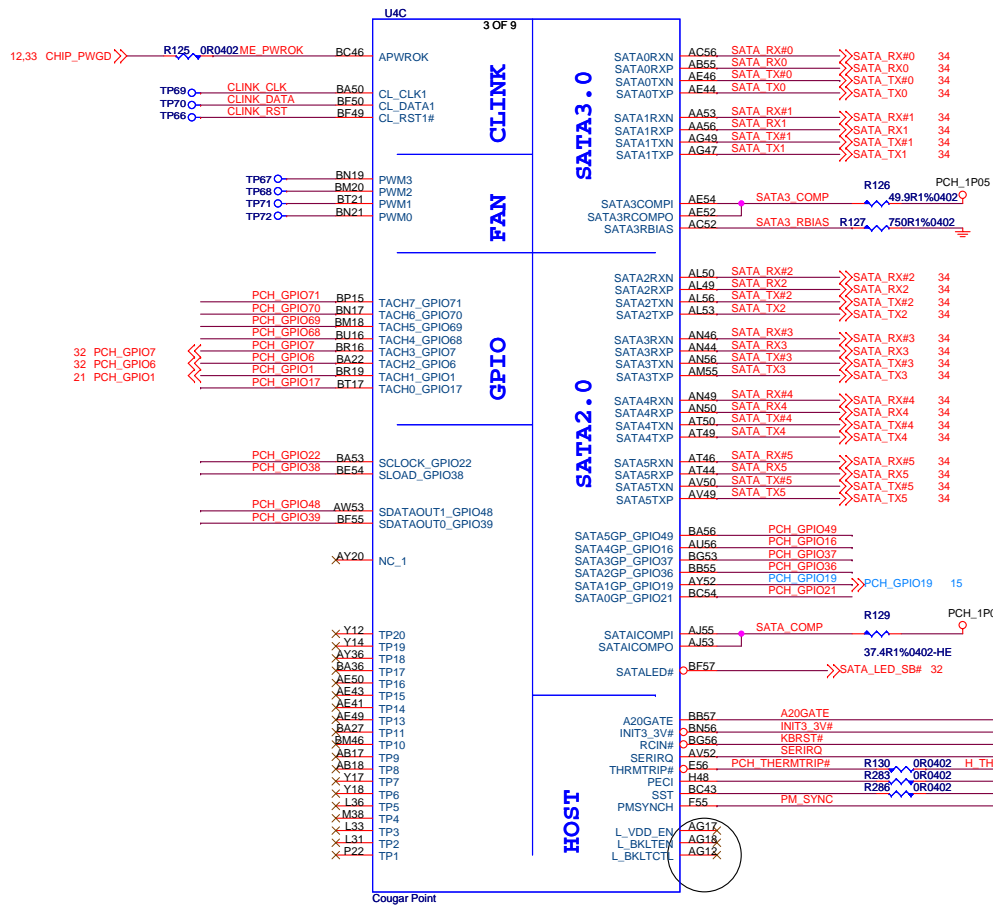 U4C
3 OF 9
12,33 CHIP_PWGD R125 0R0402 ME_PWROK BC46 APWROK
TP69 CLINK_CLK BA50 CL_CLK1
TP70 CLINK_DATA BF50 CL_DATA1
TP66 CLINK_RST BF49 CL_RST1#
CLINK
TP67 BN19 PWM3
TP68 BM20 PWM2
TP71 BT21 PWM1
TP72 BN21 PWM0
FAN
PCH_GPIO71 BP15 TACH7_GPIO71
PCH_GPIO70 BN17 TACH6_GPIO70
PCH_GPIO69 BM18 TACH5_GPIO69
PCH_GPIO68 BU16 TACH4_GPIO68
32 PCH_GPIO7 PCH_GPIO7 BR16 TACH3_GPIO7
32 PCH_GPIO6 PCH_GPIO6 BA22 TACH2_GPIO6
21 PCH_GPIO1 PCH_GPIO1 BR19 TACH1_GPIO1
PCH_GPIO17 BT17 TACH0_GPIO17
GPIO
PCH_GPIO22 BA53 SCLOCK_GPIO22
PCH_GPIO38 BE54 SLOAD_GPIO38
PCH_GPIO48 AW53 SDATAOUT1_GPIO48
PCH_GPIO39 BF55 SDATAOUT0_GPIO39
AY20 NC_1
Y12 TP20
Y14 TP19
AY36 TP18
BA36 TP17
AE50 TP16
AE43 TP15
AE41 TP14
AE49 TP13
BA27 TP11
BM46 TP10
AB17 TP9
AB18 TP8
Y17 TP7
Y18 TP6
L36 TP5
M38 TP4
L33 TP3
L31 TP2
P22 TP1
SATA3.0
SATA0RXN AC56 SATA_RX#0 SATA_RX#0 34
SATA0RXP AB55 SATA_RX0 SATA_RX0 34
SATA0TXN AE46 SATA_TX#0 SATA_TX#0 34
SATA0TXP AE44 SATA_TX0 SATA_TX0 34
SATA1RXN AA53 SATA_RX#1 SATA_RX#1 34
SATA1RXP AA56 SATA_RX1 SATA_RX1 34
SATA1TXN AG49 SATA_TX#1 SATA_TX#1 34
SATA1TXP AG47 SATA_TX1 SATA_TX1 34
R126 PCH_1P05
SATA3COMPI AE54 SATA3_COMP 49.9R1%0402
SATA3RCOMPO AE52
SATA3RBIAS AC52 SATA3_RBIAS R127 750R1%0402
SATA2.0
SATA2RXN AL50 SATA_RX#2 SATA_RX#2 34
SATA2RXP AL49 SATA_RX2 SATA_RX2 34
SATA2TXN AL56 SATA_TX#2 SATA_TX#2 34
SATA2TXP AL53 SATA_TX2 SATA_TX2 34
SATA3RXN AN46 SATA_RX#3 SATA_RX#3 34
SATA3RXP AN44 SATA_RX3 SATA_RX3 34
SATA3TXN AN56 SATA_TX#3 SATA_TX#3 34
SATA3TXP AM55 SATA_TX3 SATA_TX3 34
SATA4RXN AN49 SATA_RX#4 SATA_RX#4 34
SATA4RXP AN50 SATA_RX4 SATA_RX4 34
SATA4TXN AT50 SATA_TX#4 SATA_TX#4 34
SATA4TXP AT49 SATA_TX4 SATA_TX4 34
SATA5RXN AT46 SATA_RX#5 SATA_RX#5 34
SATA5RXP AT44 SATA_RX5 SATA_RX5 34
SATA5TXN AV50 SATA_TX#5 SATA_TX#5 34
SATA5TXP AV49 SATA_TX5 SATA_TX5 34
SATA5GP_GPIO49 BA56 PCH_GPIO49
SATA4GP_GPIO16 AU56 PCH_GPIO16
SATA3GP_GPIO37 BG53 PCH_GPIO37
SATA2GP_GPIO36 BB55 PCH_GPIO36
SATA1GP_GPIO19 AY52 PCH_GPIO19 PCH_GPIO19 15
SATA0GP_GPIO21 BC54 PCH_GPIO21
R129 PCH_1P0
SATAICOMPI AJ55 SATA_COMP
SATAICOMPO AJ53
37.4R1%0402-HE
SATALED# BF57 SATA_LED_SB# 32
HOST
A20GATE BB57 A20GATE
INIT3_3V# BN56 INIT3_3V#
RCIN# BG56 KBRST#
SERIRQ AV52 SERIRQ
THRMTRIP# E56 PCH_THERMTRIP# R130 0R0402 H_TH
PECI H48 R283 0R0402
SST BC43 R286 0R0402
PMSYNCH F55 PM_SYNC
L_VDD_EN AG17
L_BKLTEN AG18
L_BKLTCTL AG12
Cougar Point